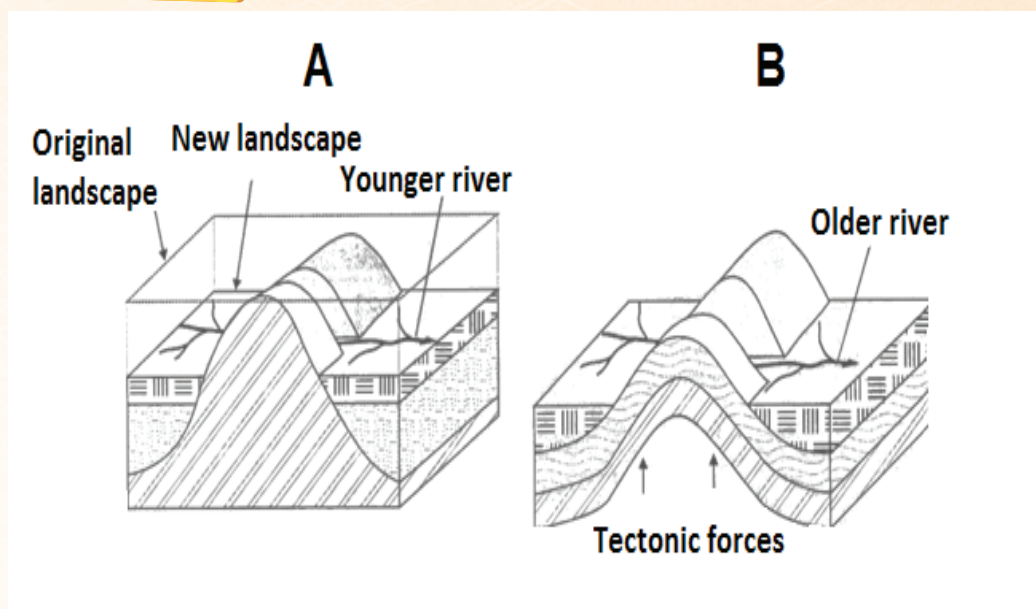 A
B
Original
landscape
New landscape
Younger river
Older river
Tectonic forces